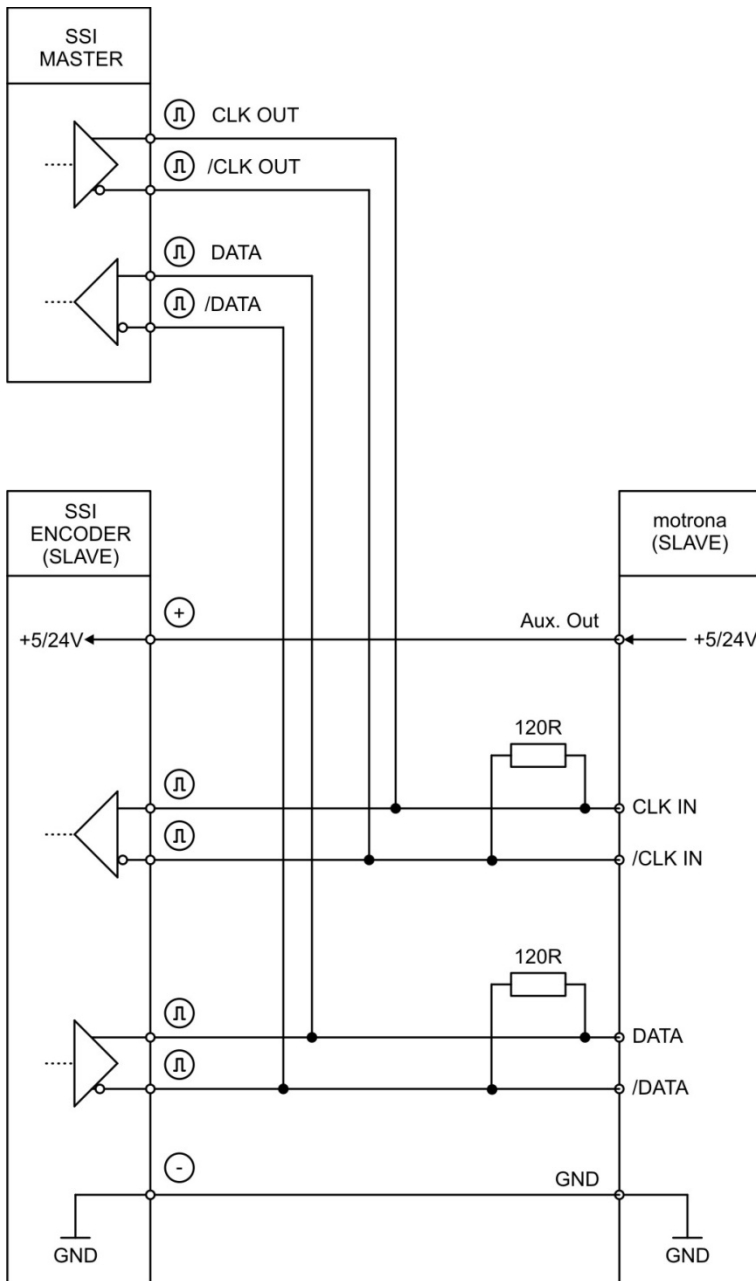 SSI
MASTER
CLK OUT
/CLK OUT
DATA
/DATA
SSI
ENCODER
(SLAVE)
motrona
(SLAVE)
+
Aux. Out
+5/24V
+5/24V
120R
CLK IN
/CLK IN
120R
DATA
/DATA
-
GND
GND
GND